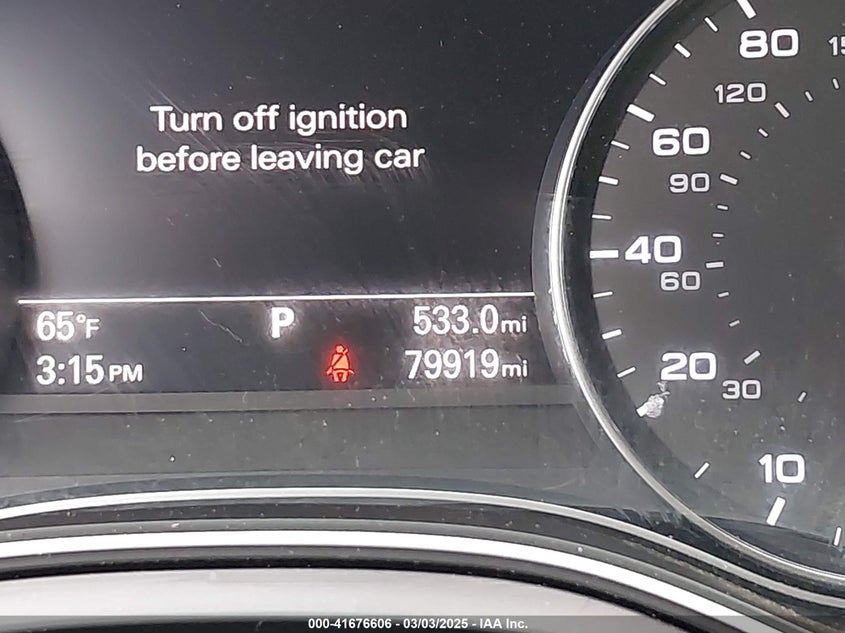 Turn off ignition
before leaving car
65°F P 533.0mi
3:15PM 79919mi
80
120
60
90
40
60
20
30
10
000-41676606 - 03/03/2025 - IAA Inc.